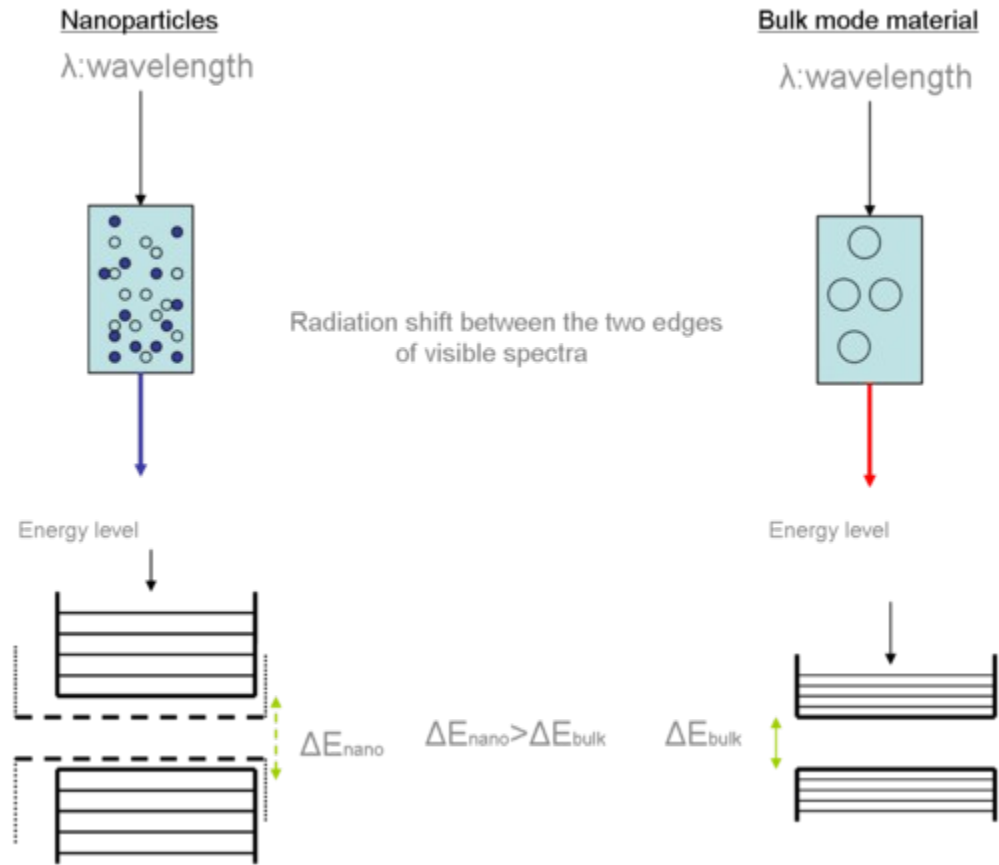 Nanoparticles
λ:wavelength
Bulk mode material
λ:wavelength
Radiation shift between the two edges
of visible spectra
Energy level
Energy level
ΔEnano
ΔEnano>ΔEbulk
ΔEbulk